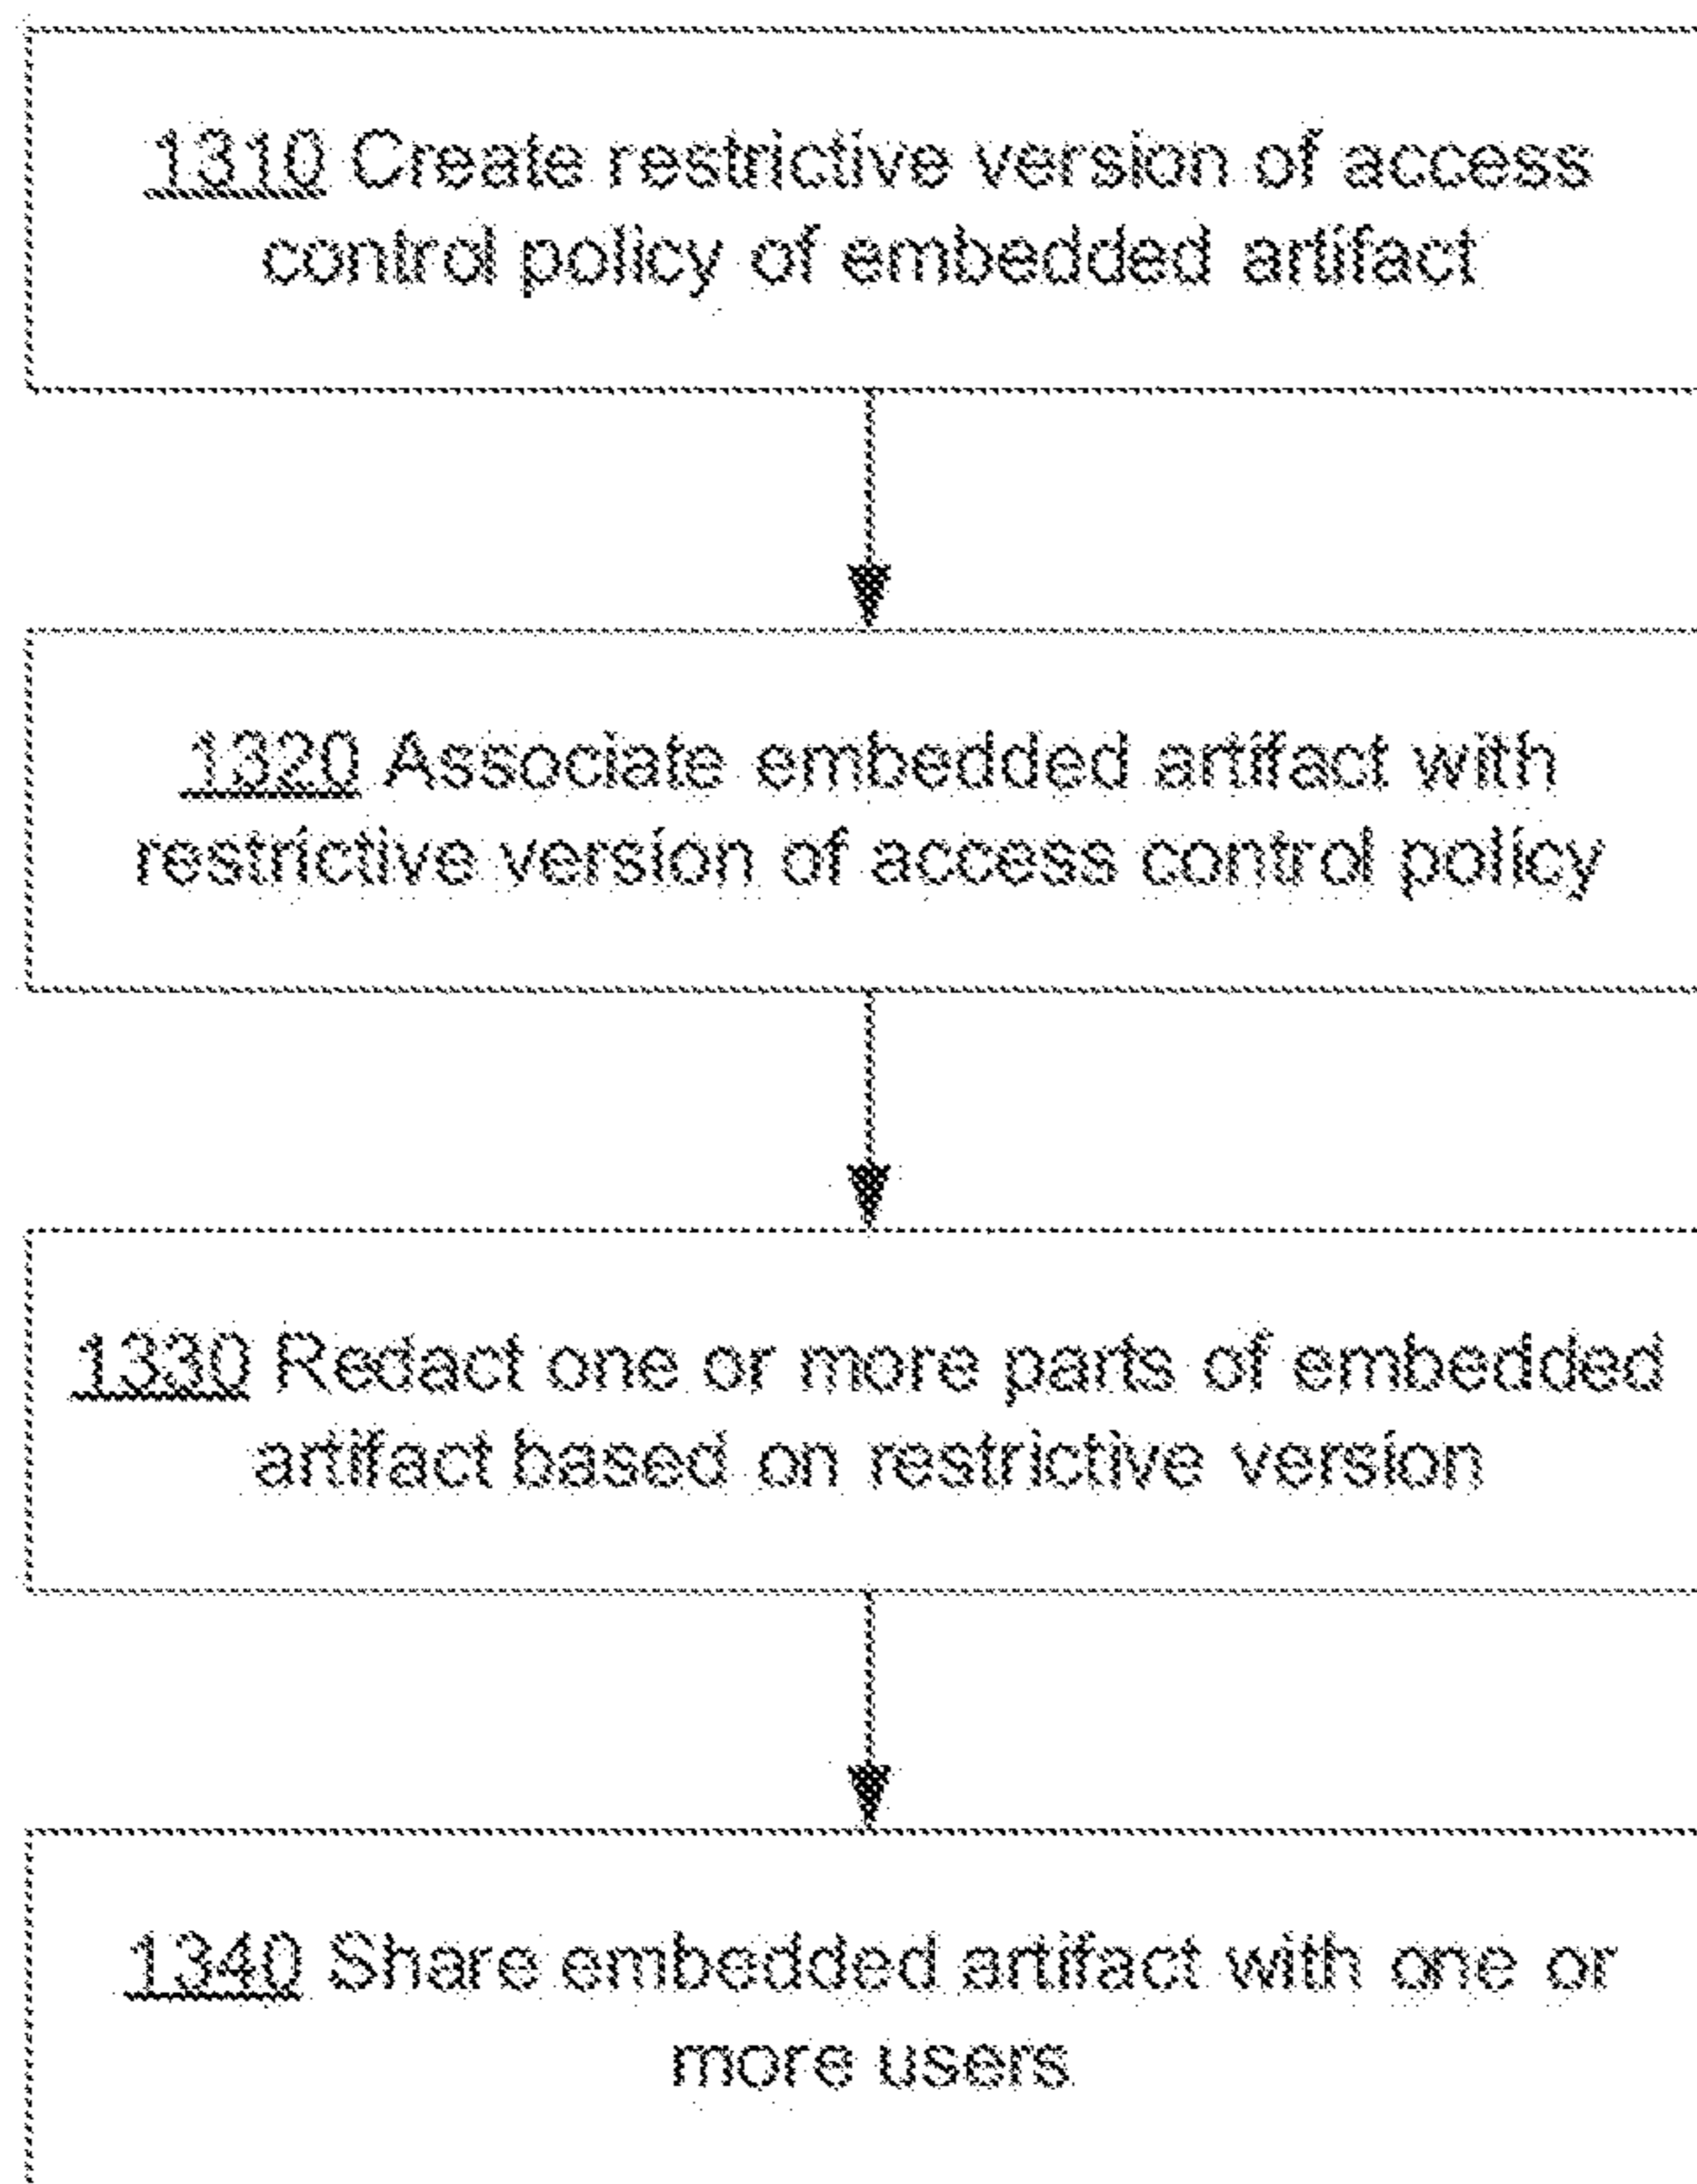 1310 Create restrictive version of access
control policy of embedded artifact
1320 Associate embedded artifact with
restrictive version of access control policy
1330 Redact one or more parts of embedded
artifact based on restrictive version
1340 Share embedded artifact with one or
more users